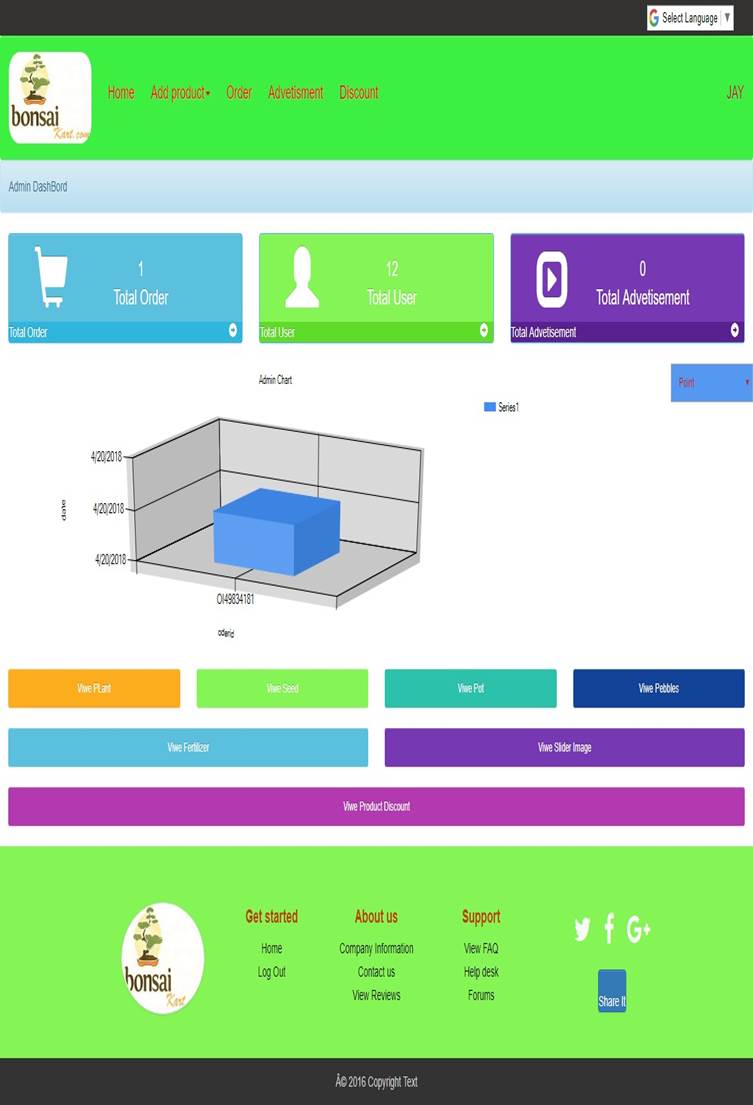 Select Language
bonsai
Kart.com
Home Add product Order Advetisment Discount JAY
Admin DashBord
1
Total Order
Total Order
12
Total User
Total User
0
Total Advetisement
Total Advetisement
Admin Chart
Point
Series1
4/20/2018
4/20/2018
4/20/2018
date
OI49834181
oderid
Viwe PLant
Viwe Seed
Viwe Pot
Viwe Pebbles
Viwe Fertilizer
Viwe Slider Image
Viwe Product Discount
bonsai
Kart
Get started
Home
Log Out
About us
Company Information
Contact us
View Reviews
Support
View FAQ
Help desk
Forums
Share It
Â© 2016 Copyright Text